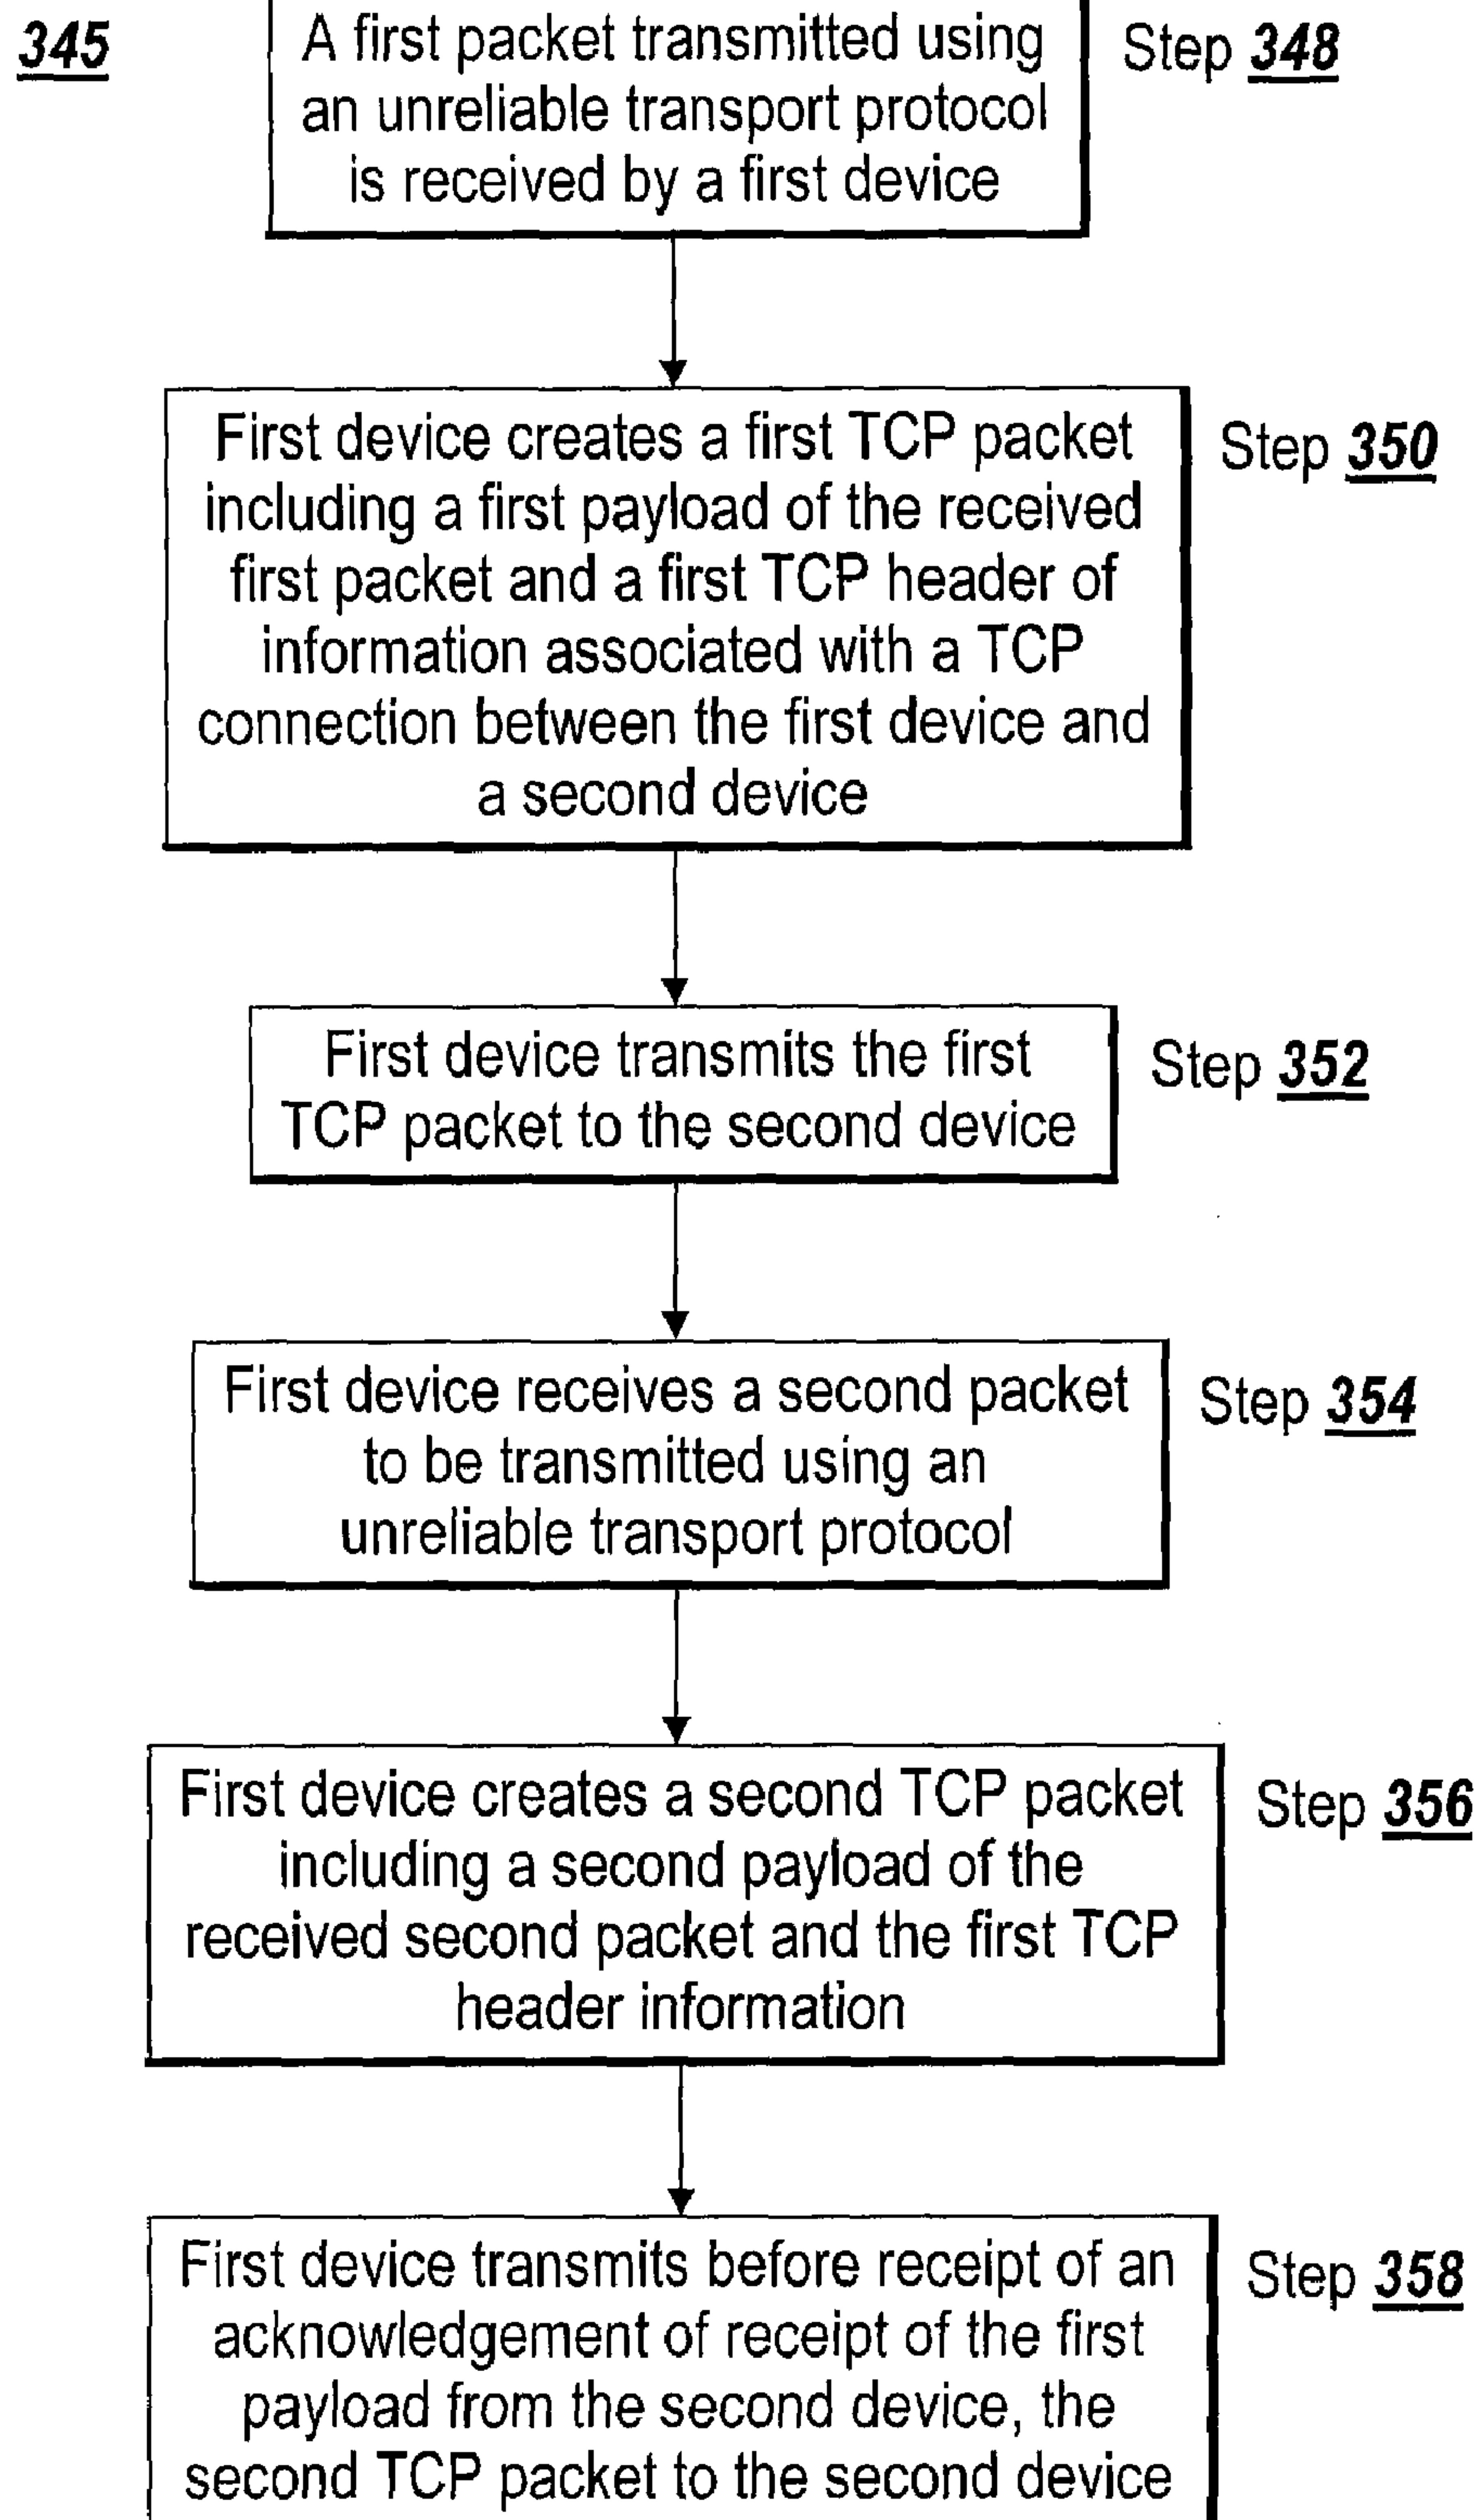 345
A first packet transmitted using
an unreliable transport protocol
is received by a first device
Step 348
First device creates a first TCP packet
including a first payload of the received
first packet and a first TCP header of
information associated with a TCP
connection between the first device and
a second device
Step 350
First device transmits the first
TCP packet to the second device
Step 352
First device receives a second packet
to be transmitted using an
unreliable transport protocol
Step 354
First device creates a second TCP packet
including a second payload of the
received second packet and the first TCP
header information
Step 356
First device transmits before receipt of an
acknowledgement of receipt of the first
payload from the second device, the
second TCP packet to the second device
Step 358